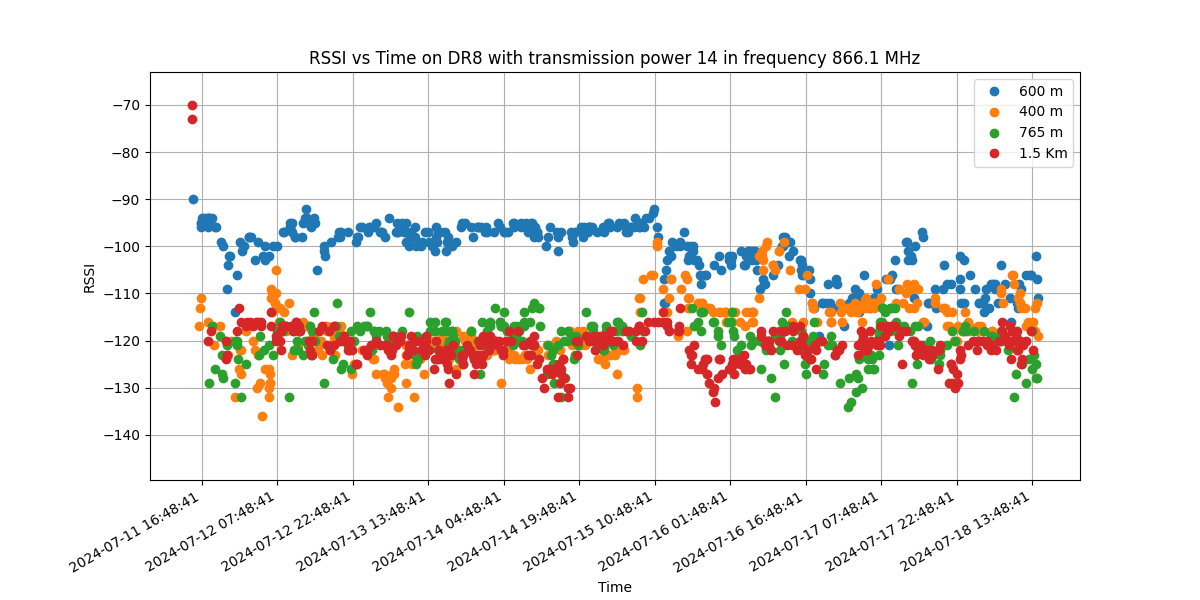 RSSI vs Time on DR8 with transmission power 14 in frequency 866.1 MHz
600 m
400 m
765 m
1.5 Km
RSSI
−70
−80
−90
−100
−110
−120
−130
−140
2024-07-11 16:48:41
2024-07-12 07:48:41
2024-07-12 22:48:41
2024-07-13 13:48:41
2024-07-14 04:48:41
2024-07-14 19:48:41
2024-07-15 10:48:41
2024-07-16 01:48:41
2024-07-16 16:48:41
2024-07-17 07:48:41
2024-07-17 22:48:41
2024-07-18 13:48:41
Time